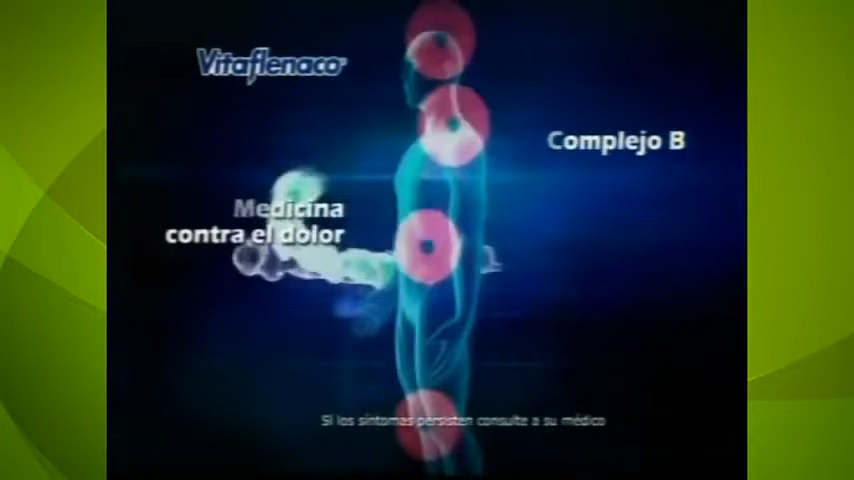 Vitaflenaco
Complejo B
Medicina
contra el dolor
Si los síntomas persisten consulte a su médico